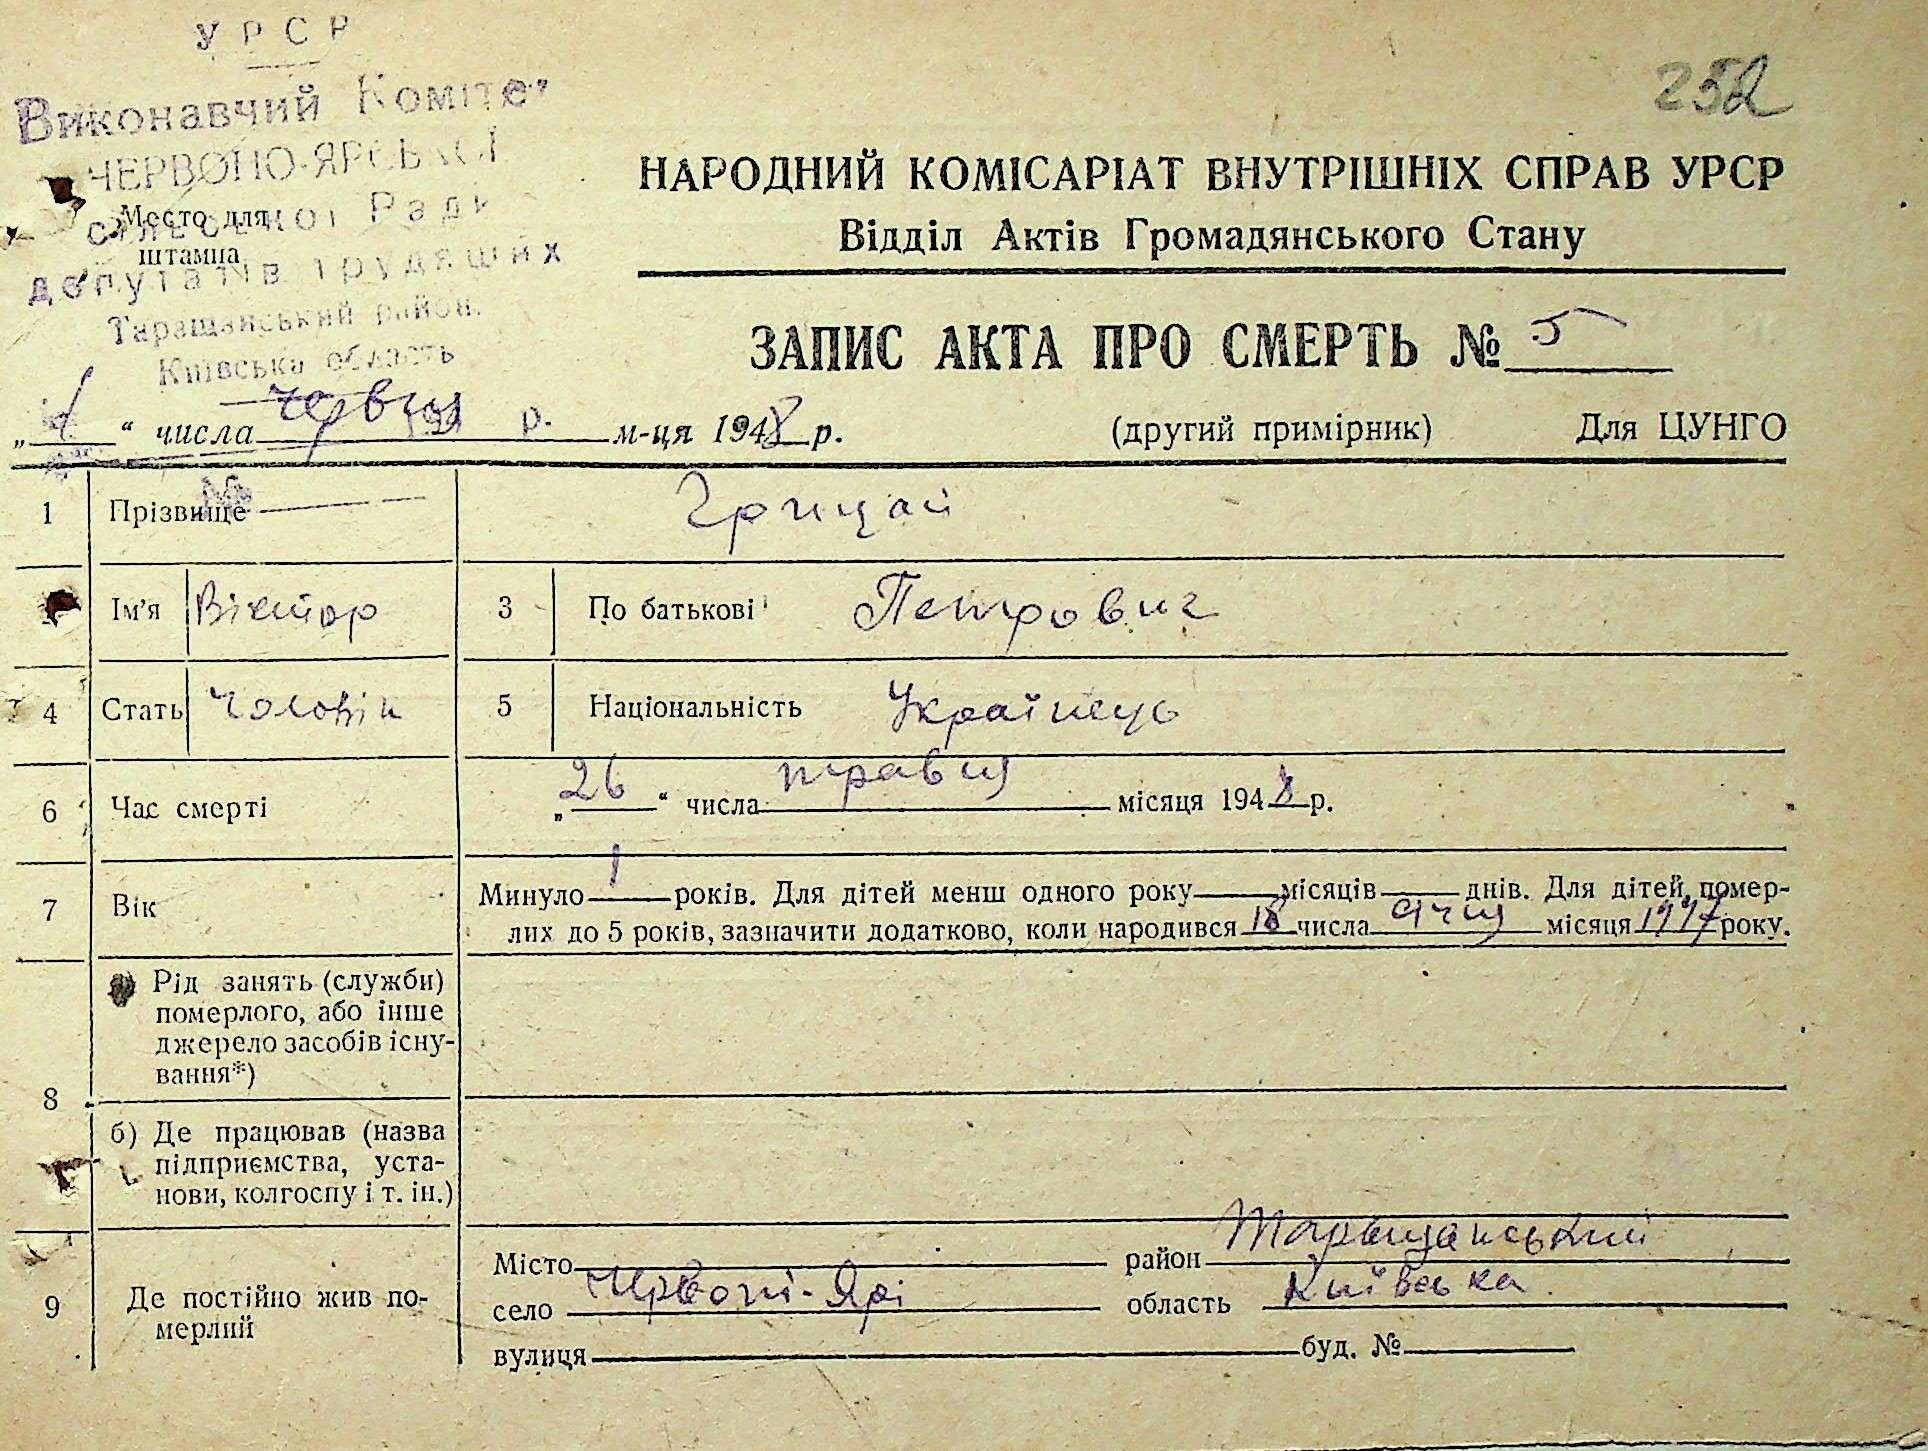 УРСР
252
Виконавчий Комітет
ЧЕРВОНО-ЯРСЬКОЇ
Место для
сільської Ради
штампа
депутатів трудящих
Таращанський район
Київська область
НАРОДНИЙ КОМІСАРІАТ ВНУТРІШНІХ СПРАВ УРСР
Відділ Актів Громадянського Стану
ЗАПИС АКТА ПРО СМЕРТЬ № 5
„ “ числа червня м-ця 1948 р.
194 р.
(другий примірник) Для ЦУНГО
№
1 Прізвище Грицай
Ім’я Віктор 3 По батькові Петрович
4 Стать Чоловік 5 Національність Українець
6 Час смерті „26“ числа травня місяця 1948 р.
7 Вік Минуло 1 років. Для дітей менш одного року місяців днів. Для дітей помер-
лих до 5 років, зазначити додатково, коли народився 18 числа січня місяця 1947 року.
8 Рід занять (служби)
померлого, або інше
джерело засобів існу-
вання*)
б) Де працював (назва
підприємства, уста-
нови, колгоспу і т. ін.)
9 Де постійно жив по-
мерлий
Місто район Таращанський
село Червоні-Ярі область Київська
вулиця буд. №